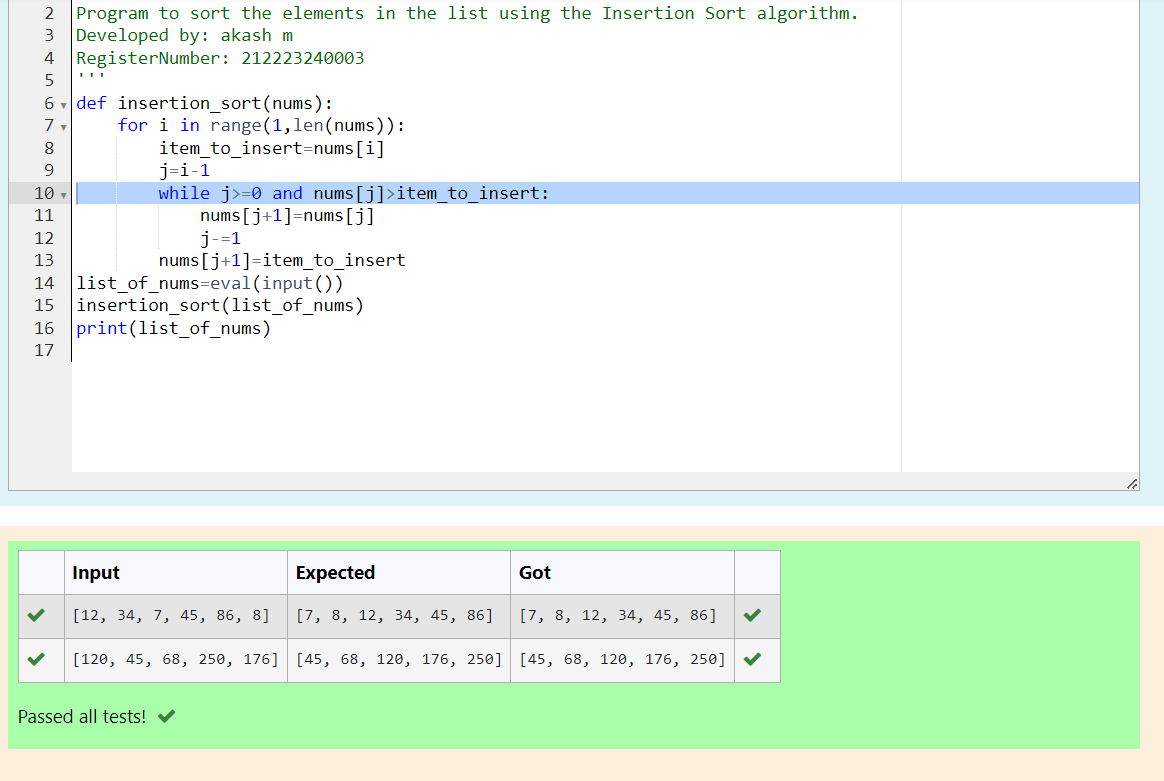 2 Program to sort the elements in the list using the Insertion Sort algorithm.
3 Developed by: akash m
4 RegisterNumber: 212223240003
5 '''
6 def insertion_sort(nums):
7     for i in range(1,len(nums)):
8         item_to_insert=nums[i]
9         j=i-1
10         while j>=0 and nums[j]>item_to_insert:
11             nums[j+1]=nums[j]
12             j-=1
13         nums[j+1]=item_to_insert
14 list_of_nums=eval(input())
15 insertion_sort(list_of_nums)
16 print(list_of_nums)
17
Input Expected Got
[12, 34, 7, 45, 86, 8] [7, 8, 12, 34, 45, 86] [7, 8, 12, 34, 45, 86]
[120, 45, 68, 250, 176] [45, 68, 120, 176, 250] [45, 68, 120, 176, 250]
Passed all tests!